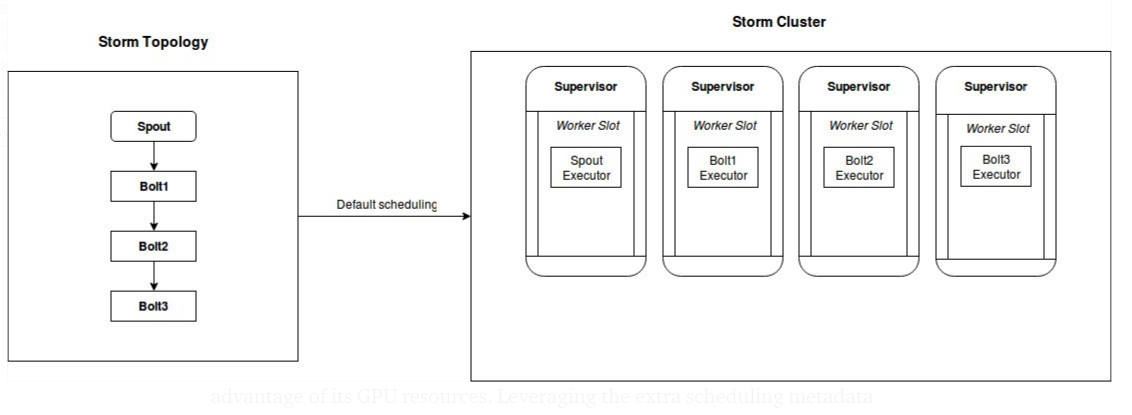 Storm Cluster
Storm Topology
Spout
Bolt1
Bolt2
Bolt3
Default scheduling
Supervisor
Worker Slot
Spout
Executor
Supervisor
Worker Slot
Bolt1
Executor
Supervisor
Worker Slot
Bolt2
Executor
Supervisor
Worker Slot
Bolt3
Executor
advantage of its GPU resources. Leveraging the extra scheduling metadata